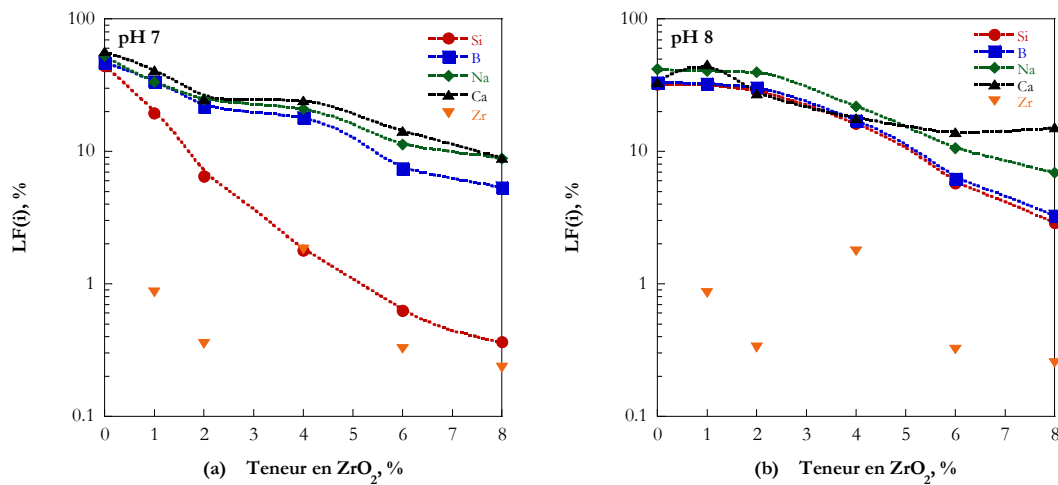 100
10
1
0.1
LF(i), %
pH 7
Si
B
Na
Ca
Zr
0 1 2 3 4 5 6 7 8
(a) Teneur en ZrO₂, %
100
10
1
0.1
LF(i), %
pH 8
Si
B
Na
Ca
Zr
0 1 2 3 4 5 6 7 8
(b) Teneur en ZrO₂, %